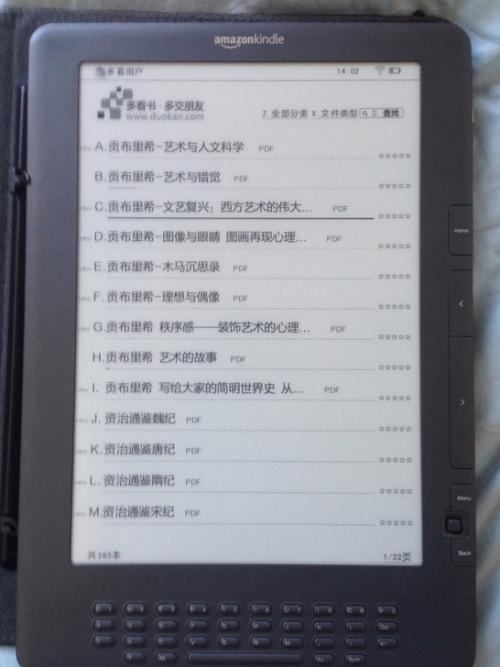 amazonkindle
多看用户 14:02
多看书·多交朋友
www.duokan.com
Z.全部分类 X.文件类型 S.查找
A.贡布里希-艺术与人文科学 PDF
B.贡布里希-艺术与错觉 PDF
C.贡布里希-文艺复兴：西方艺术的伟大... PDF
D.贡布里希-图像与眼睛 图画再现心理... PDF
E.贡布里希-木马沉思录 PDF
F.贡布里希-理想与偶像 PDF
G.贡布里希 秩序感——装饰艺术的心理... PDF
H.贡布里希 艺术的故事 PDF
I.贡布里希 写给大家的简明世界史 从... PDF
J.资治通鉴魏纪 PDF
K.资治通鉴唐纪 PDF
L.资治通鉴隋纪 PDF
M.资治通鉴宋纪 PDF
共285本 1/22页
Home
Menu
Back